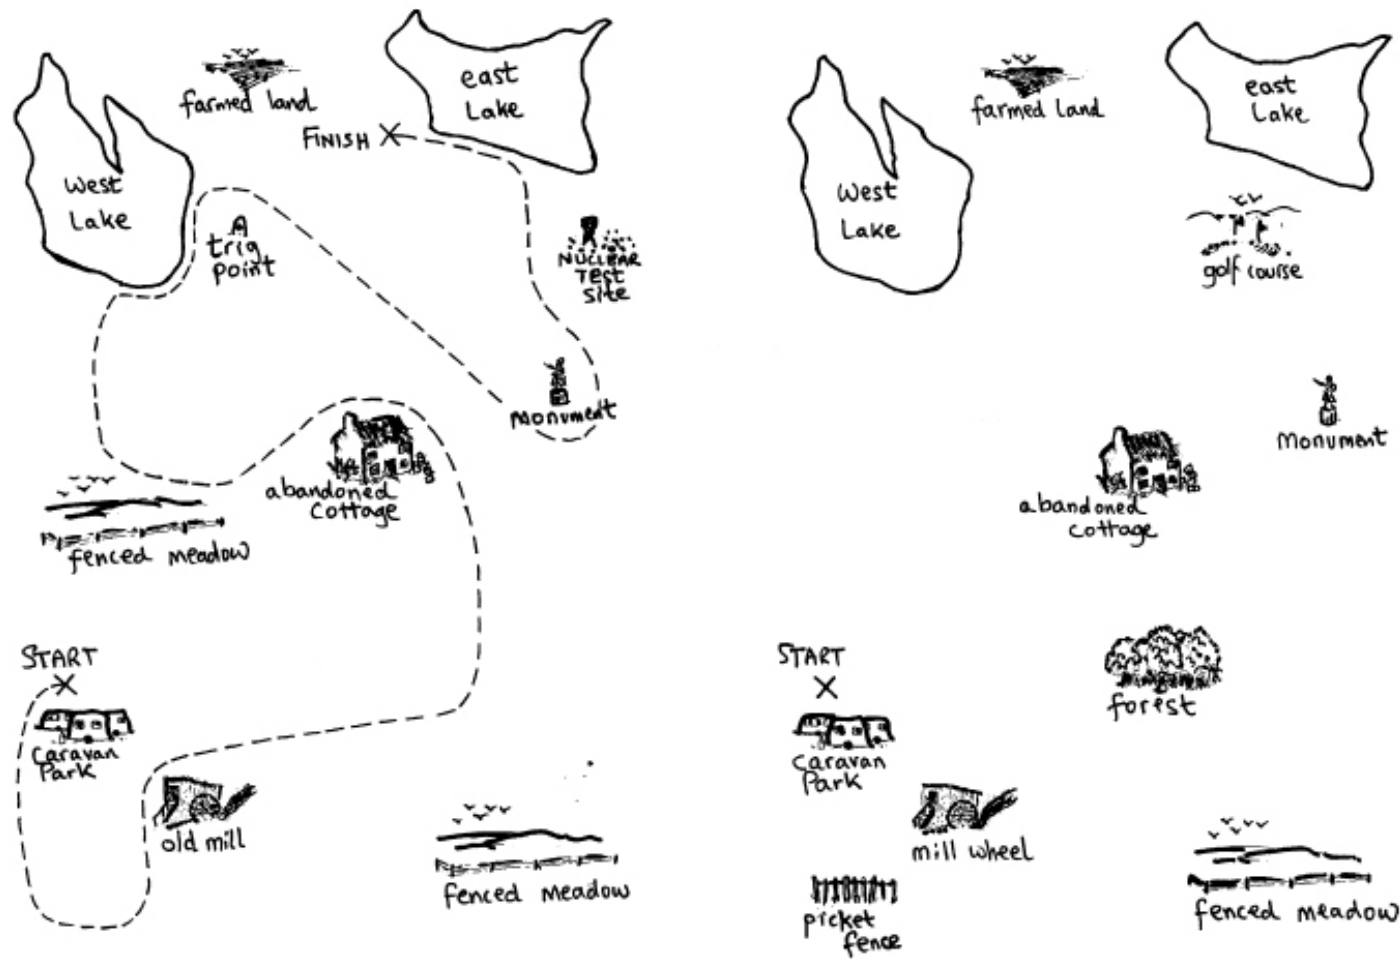 farmed land
east
Lake
FINISH
West
Lake
A
trig
point
NUCLEAR
TEST
Site
Monument
abandoned
cottage
fenced meadow
START
Caravan
Park
old mill
fenced meadow
farmed land
east
Lake
West
Lake
golf course
Monument
abandoned
cottage
START
caravan
Park
forest
mill wheel
picket
fence
fenced meadow